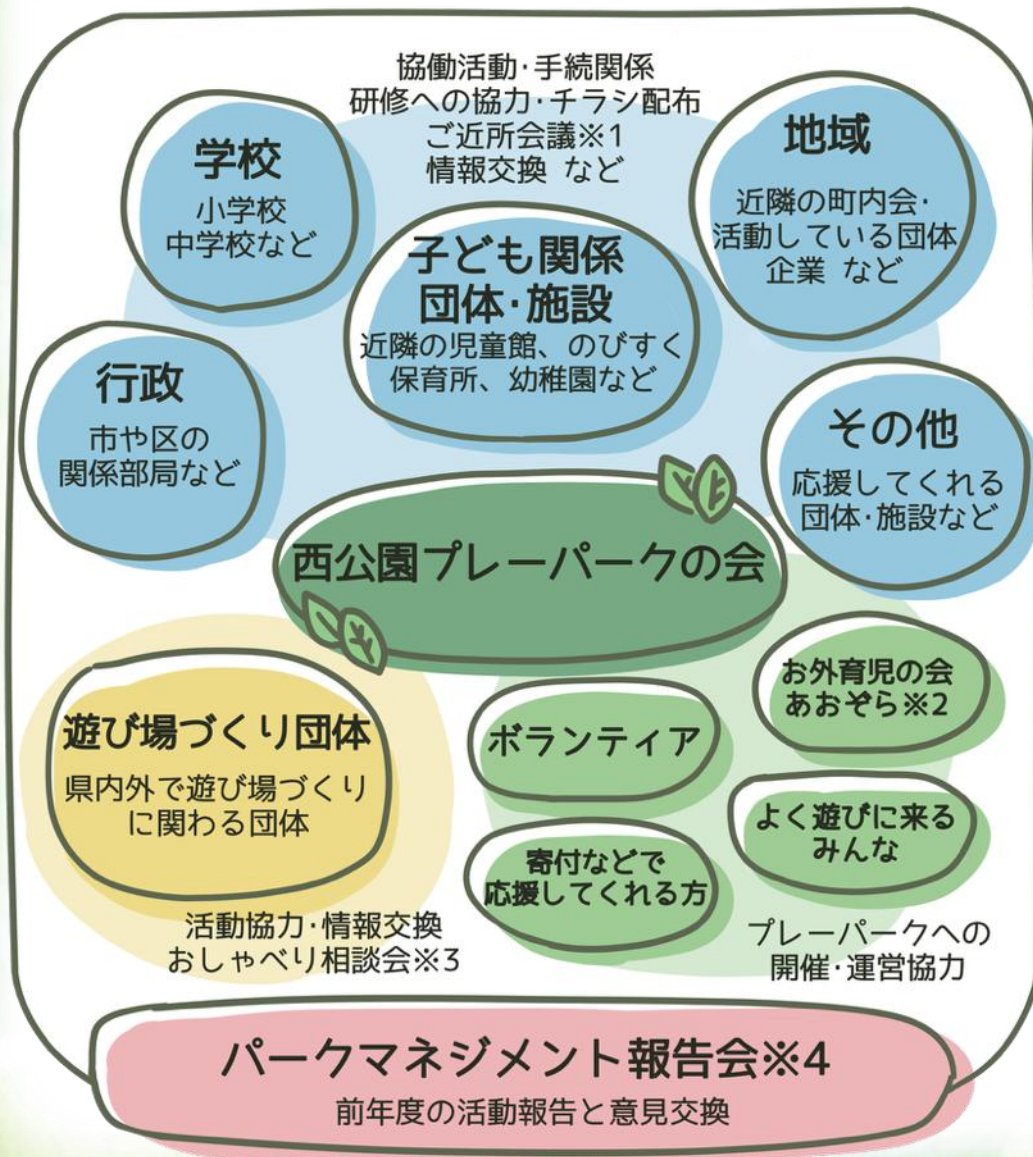 協働活動･手続関係
研修への協力･チラシ配布
ご近所会議※1
情報交換 など
学校
小学校
中学校など
地域
近隣の町内会･
活動している団体
企業 など
子ども関係
団体･施設
近隣の児童館、のびすく
保育所、幼稚園など
行政
市や区の
関係部局など
その他
応援してくれる
団体･施設など
西公園プレーパークの会
遊び場づくり団体
県内外で遊び場づくり
に関わる団体
活動協力･情報交換
おしゃべり相談会※3
ボランティア
お外育児の会
あおぞら※2
寄付などで
応援してくれる方
よく遊びに来る
みんな
プレーパークへの
開催･運営協力
パークマネジメント報告会※4
前年度の活動報告と意見交換